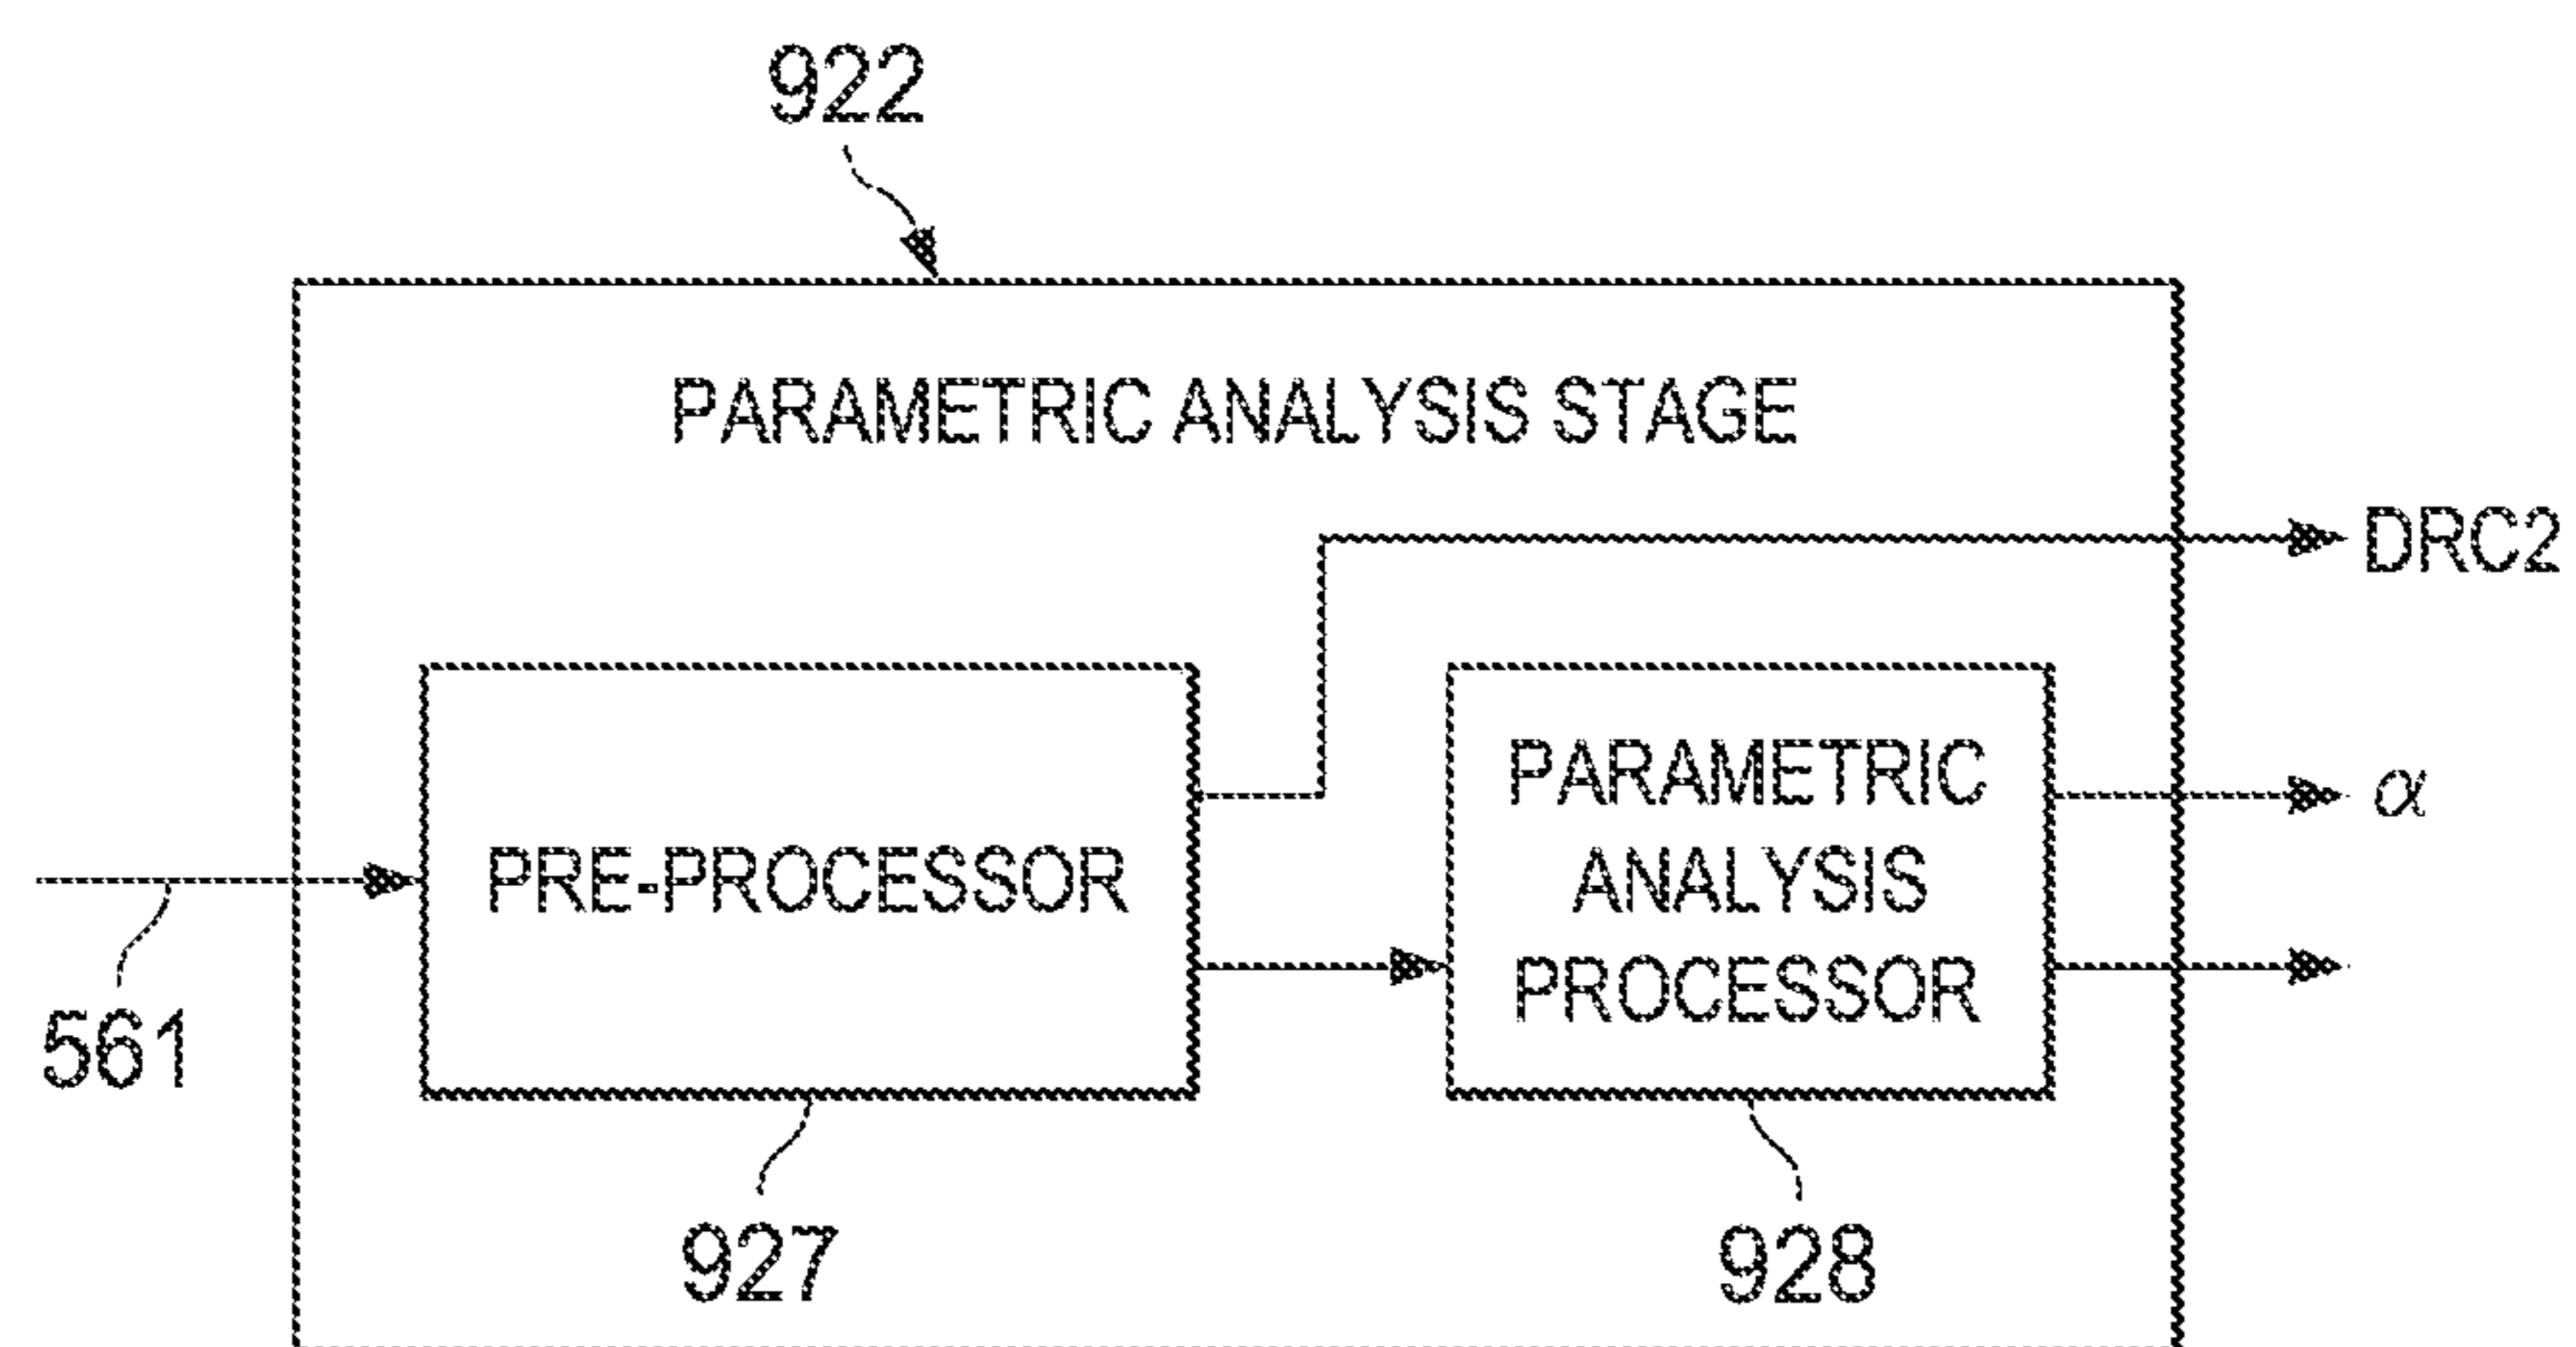 922
PARAMETRIC ANALYSIS STAGE
DRC2
PRE-PROCESSOR
PARAMETRIC
ANALYSIS
PROCESSOR
α
561
927
928